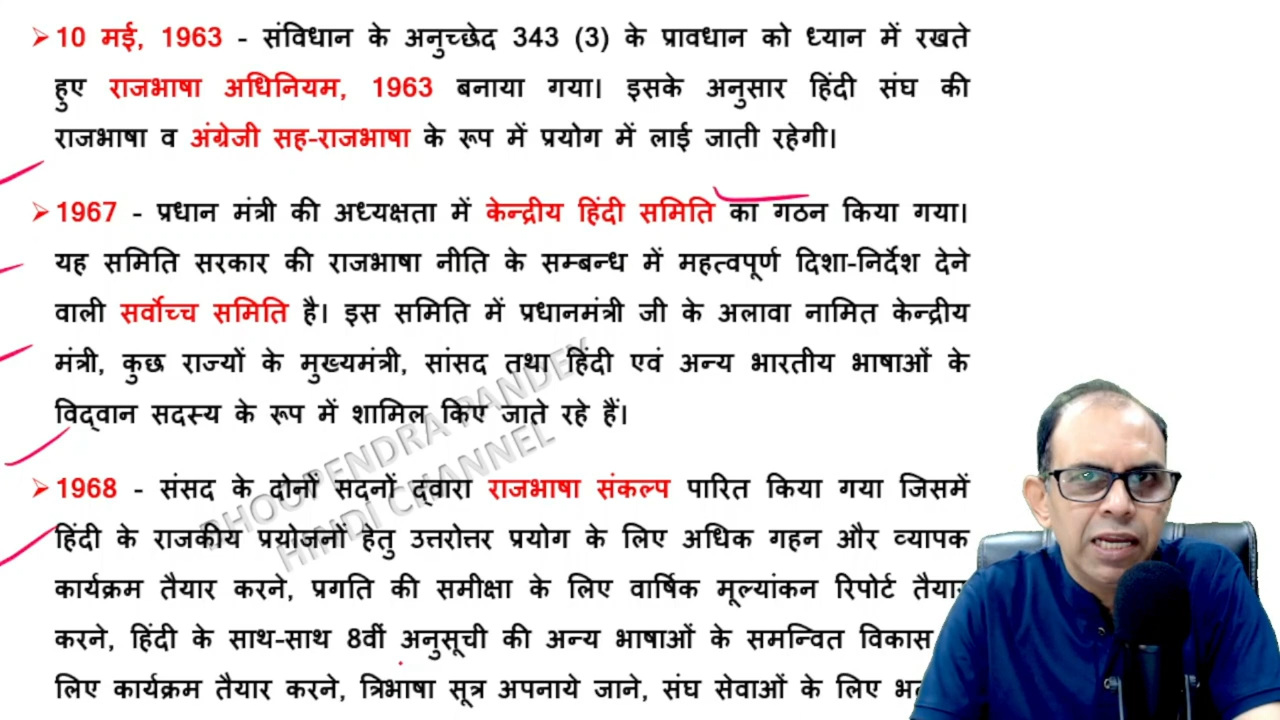 ➢ 10 मई, 1963 - संविधान के अनुच्छेद 343 (3) के प्रावधान को ध्यान में रखते
हुए राजभाषा अधिनियम, 1963 बनाया गया। इसके अनुसार हिंदी संघ की
राजभाषा व अंग्रेजी सह-राजभाषा के रूप में प्रयोग में लाई जाती रहेगी।
➢ 1967 - प्रधान मंत्री की अध्यक्षता में केन्द्रीय हिंदी समिति का गठन किया गया।
यह समिति सरकार की राजभाषा नीति के सम्बन्ध में महत्वपूर्ण दिशा-निर्देश देने
वाली सर्वोच्च समिति है। इस समिति में प्रधानमंत्री जी के अलावा नामित केन्द्रीय
मंत्री, कुछ राज्यों के मुख्यमंत्री, सांसद तथा हिंदी एवं अन्य भारतीय भाषाओं के
विद्वान सदस्य के रूप में शामिल किए जाते रहे हैं।
BHOOPENDRA PANDEY
HINDI CHANNEL
➢ 1968 - संसद के दोनों सदनों द्वारा राजभाषा संकल्प पारित किया गया जिसमें
हिंदी के राजकीय प्रयोजनों हेतु उत्तरोत्तर प्रयोग के लिए अधिक गहन और व्यापक
कार्यक्रम तैयार करने, प्रगति की समीक्षा के लिए वार्षिक मूल्यांकन रिपोर्ट तैयार
करने, हिंदी के साथ-साथ 8वीं अनुसूची की अन्य भाषाओं के समन्वित विकास
लिए कार्यक्रम तैयार करने, त्रिभाषा सूत्र अपनाये जाने, संघ सेवाओं के लिए